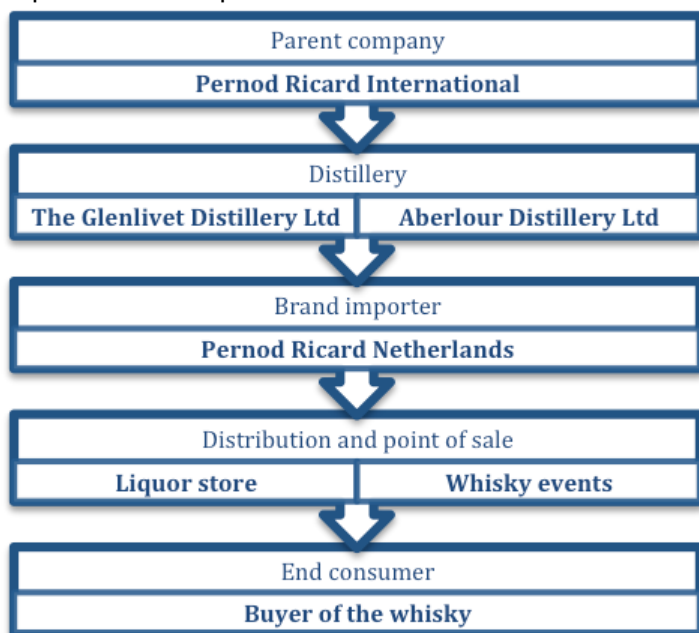 Parent company
Pernod Ricard International
Distillery
The Glenlivet Distillery Ltd
Aberlour Distillery Ltd
Brand importer
Pernod Ricard Netherlands
Distribution and point of sale
Liquor store
Whisky events
End consumer
Buyer of the whisky